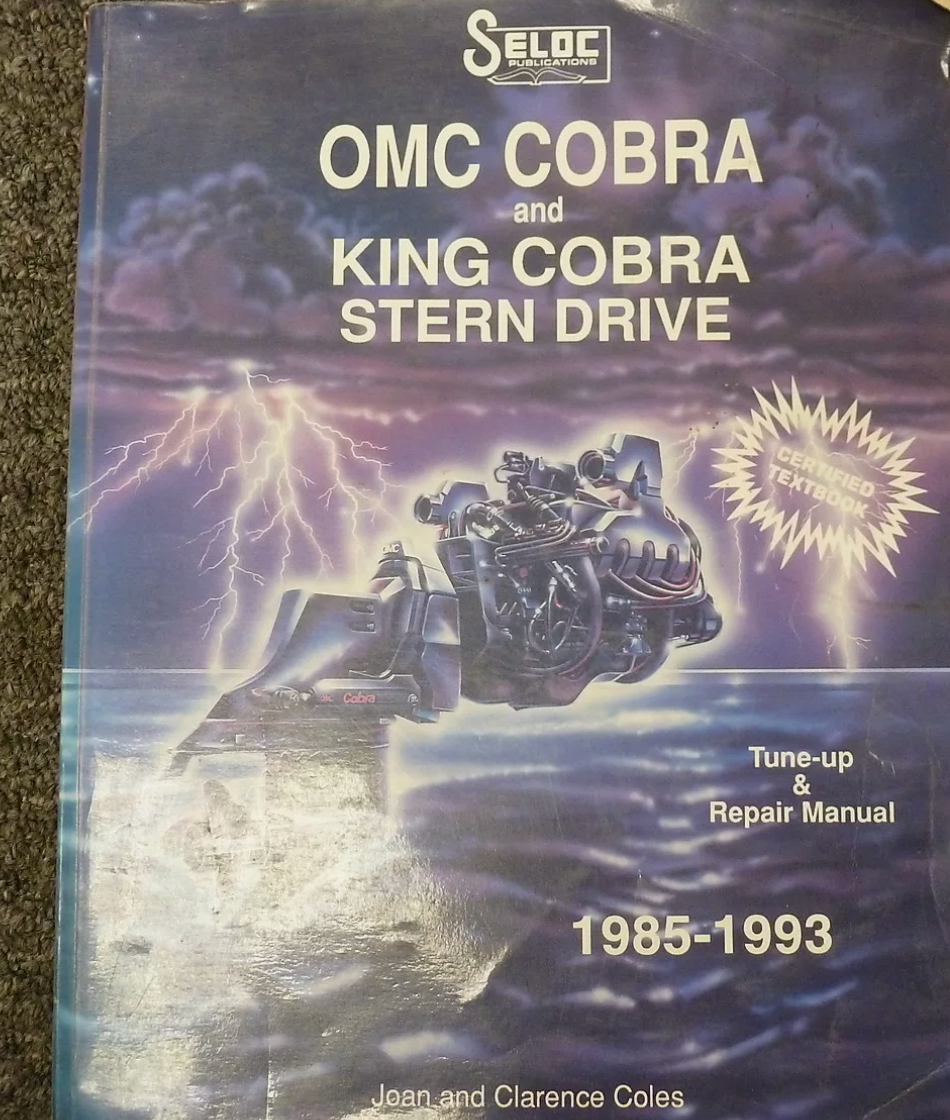 SELOC
PUBLICATIONS
OMC COBRA
and
KING COBRA
STERN DRIVE
CERTIFIED
TEXTBOOK
OMC
Cobra
Tune-up
&
Repair Manual
1985-1993
Joan and Clarence Coles